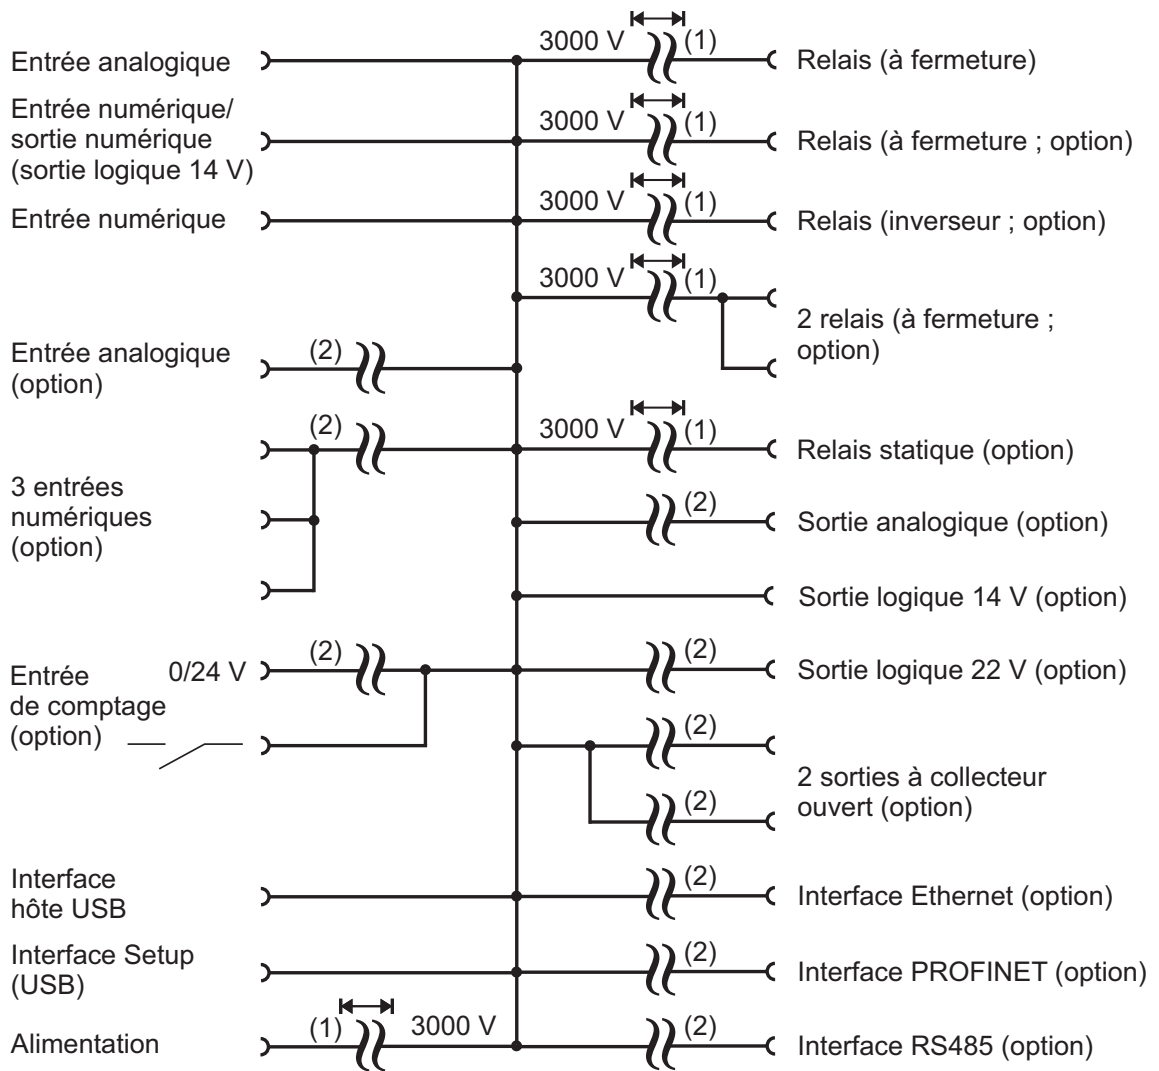 Entrée analogique
3000 V
(1)
Relais (à fermeture)
Entrée numérique/
sortie numérique
(sortie logique 14 V)
3000 V
(1)
Relais (à fermeture ; option)
Entrée numérique
3000 V
(1)
Relais (inverseur ; option)
3000 V
(1)
2 relais (à fermeture ;
option)
Entrée analogique
(option)
(2)
3 entrées
numériques
(option)
(2)
3000 V
(1)
Relais statique (option)
(2)
Sortie analogique (option)
Sortie logique 14 V (option)
Entrée
de comptage
(option)
0/24 V
(2)
(2)
Sortie logique 22 V (option)
(2)
(2)
2 sorties à collecteur
ouvert (option)
Interface
hôte USB
(2)
Interface Ethernet (option)
Interface Setup
(USB)
(2)
Interface PROFINET (option)
Alimentation
(1)
3000 V
(2)
Interface RS485 (option)